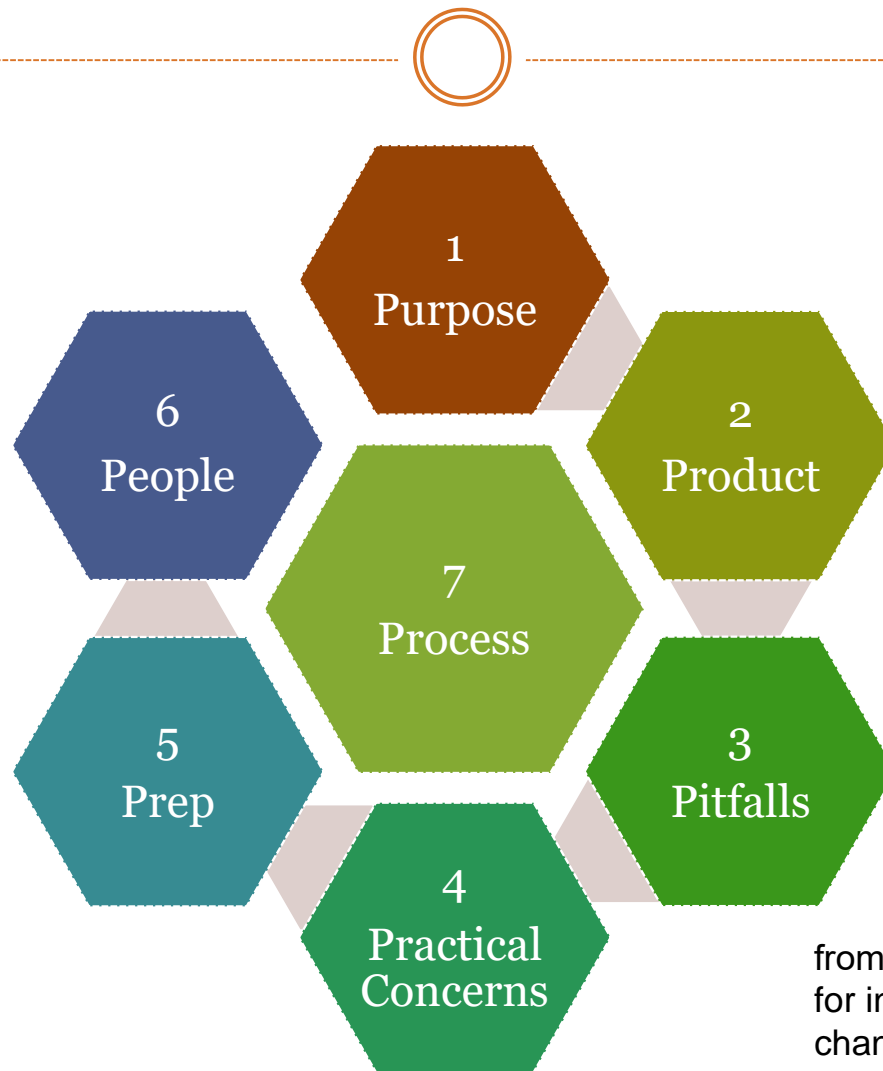 1
Purpose
2
Product
3
Pitfalls
4
Practical
Concerns
5
Prep
6
People
7
Process
from
for